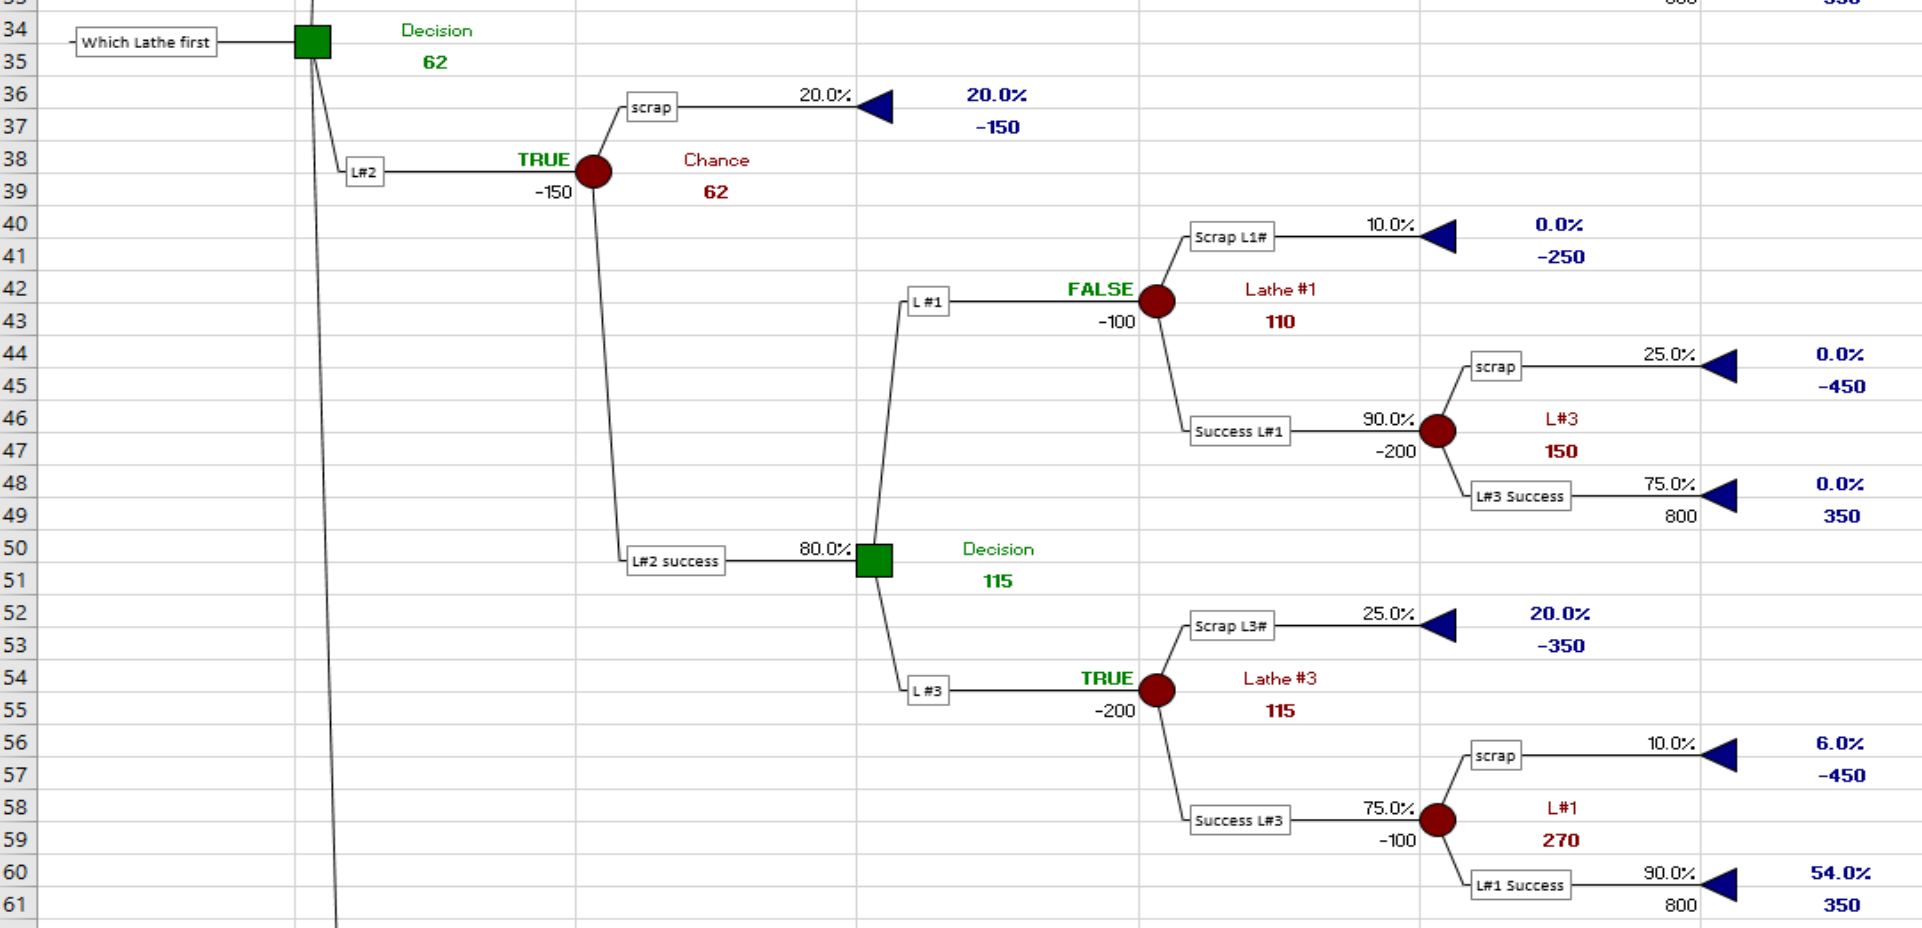 33
800
350
34
Which Lathe first
Decision
35
62
36
scrap
20.0%
20.0%
37
-150
38
L#2
TRUE
Chance
39
-150
62
40
Scrap L1#
10.0%
0.0%
41
-250
42
L #1
FALSE
Lathe #1
43
-100
110
44
scrap
25.0%
0.0%
45
-450
46
Success L#1
90.0%
L#3
47
-200
150
48
L#3 Success
75.0%
0.0%
49
800
350
50
L#2 success
80.0%
Decision
51
115
52
Scrap L3#
25.0%
20.0%
53
-350
54
L #3
TRUE
Lathe #3
55
-200
115
56
scrap
10.0%
6.0%
57
-450
58
Success L#3
75.0%
L#1
59
-100
270
60
L#1 Success
90.0%
54.0%
61
800
350